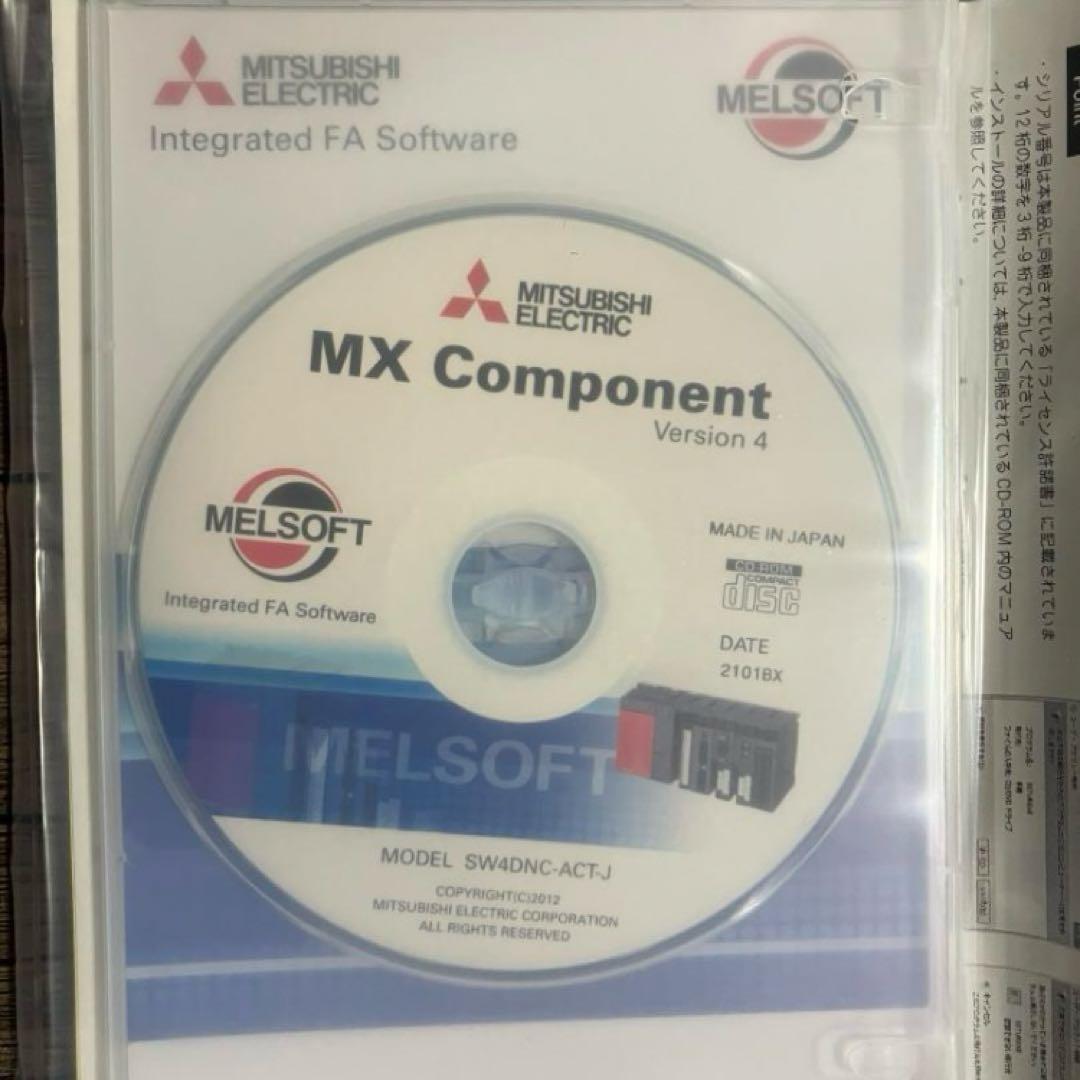 MITSUBISHI
ELECTRIC
Integrated FA Software
MELSOFT
MITSUBISHI
ELECTRIC
MX Component
Version 4
MELSOFT
Integrated FA Software
MADE IN JAPAN
CD-ROM
COMPACT
disc
DATE
2101BX
MELSOFT
MODEL SW4DNC-ACT-J
COPYRIGHT(C)2012
MITSUBISHI ELECTRIC CORPORATION
ALL RIGHTS RESERVED
Point
・シリアル番号は本製品に同梱されている「ライセンス許諾書」に記載されていま
す。12桁の数字を3桁-9桁で入力してください。
・インストールの詳細については、本製品に同梱されているCD-ROM内のマニュア
ルを参照してください。